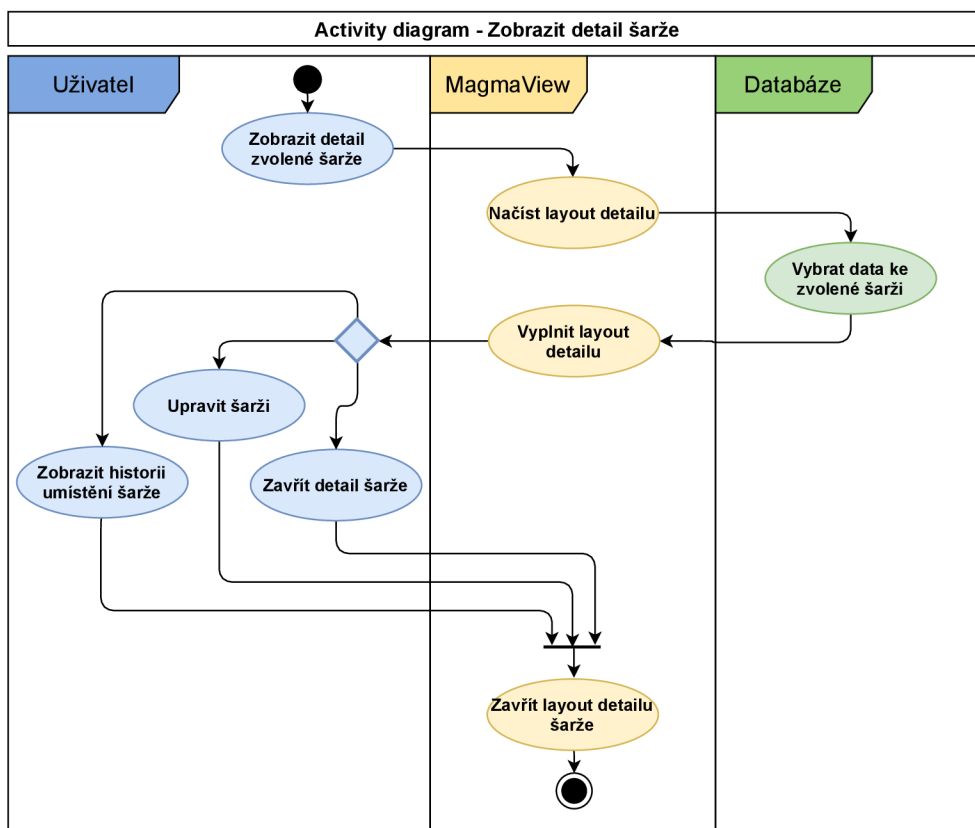 Activity diagram - Zobrazit detail šarže
Uživatel
MagmaView
Databáze
Zobrazit detail
zvolené šarže
Načíst layout detailu
Vybrat data ke
zvolené šarži
Vyplnit layout
detailu
Upravit šarži
Zobrazit historii
umístění šarže
Zavřít detail šarže
Zavřít layout detailu
šarže